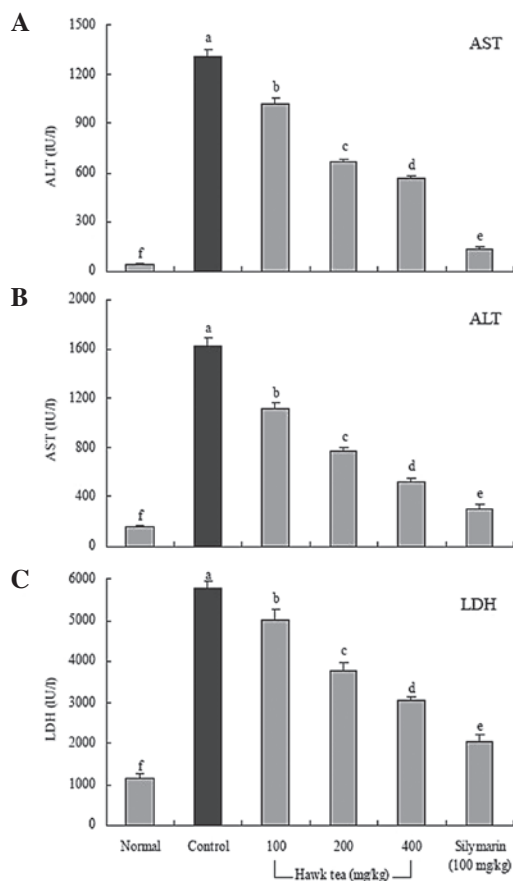 A
AST
ALT (IU/l)
1500
1200
900
600
300
0
f
a
b
c
d
e
B
ALT
AST (IU/l)
2000
1600
1200
800
400
0
f
a
b
c
d
e
C
LDH
LDH (IU/l)
6000
5000
4000
3000
2000
1000
0
f
a
b
c
d
e
Normal Control 100 200 400 Silymarin
Hawk tea (mg/kg) (100 mg/kg)